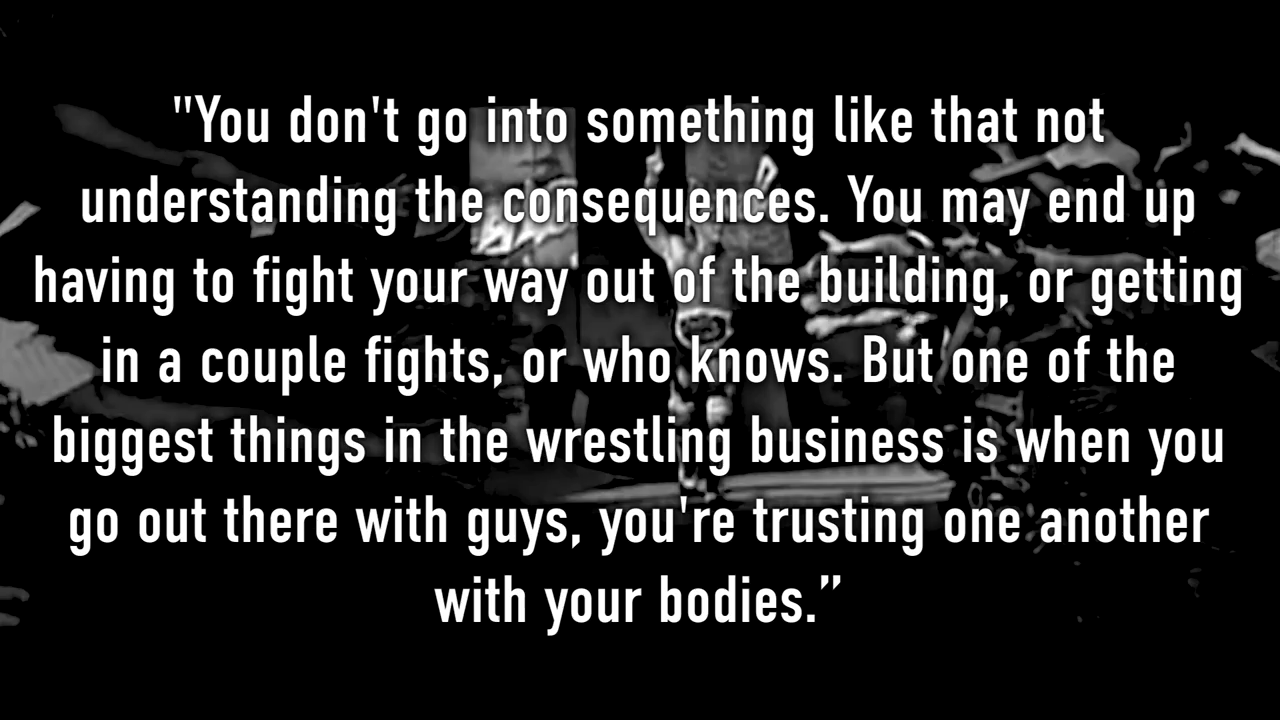 "You don't go into something like that not
understanding the consequences. You may end up
having to fight your way out of the building, or getting
in a couple fights, or who knows. But one of the
biggest things in the wrestling business is when you
go out there with guys, you're trusting one another
with your bodies.”